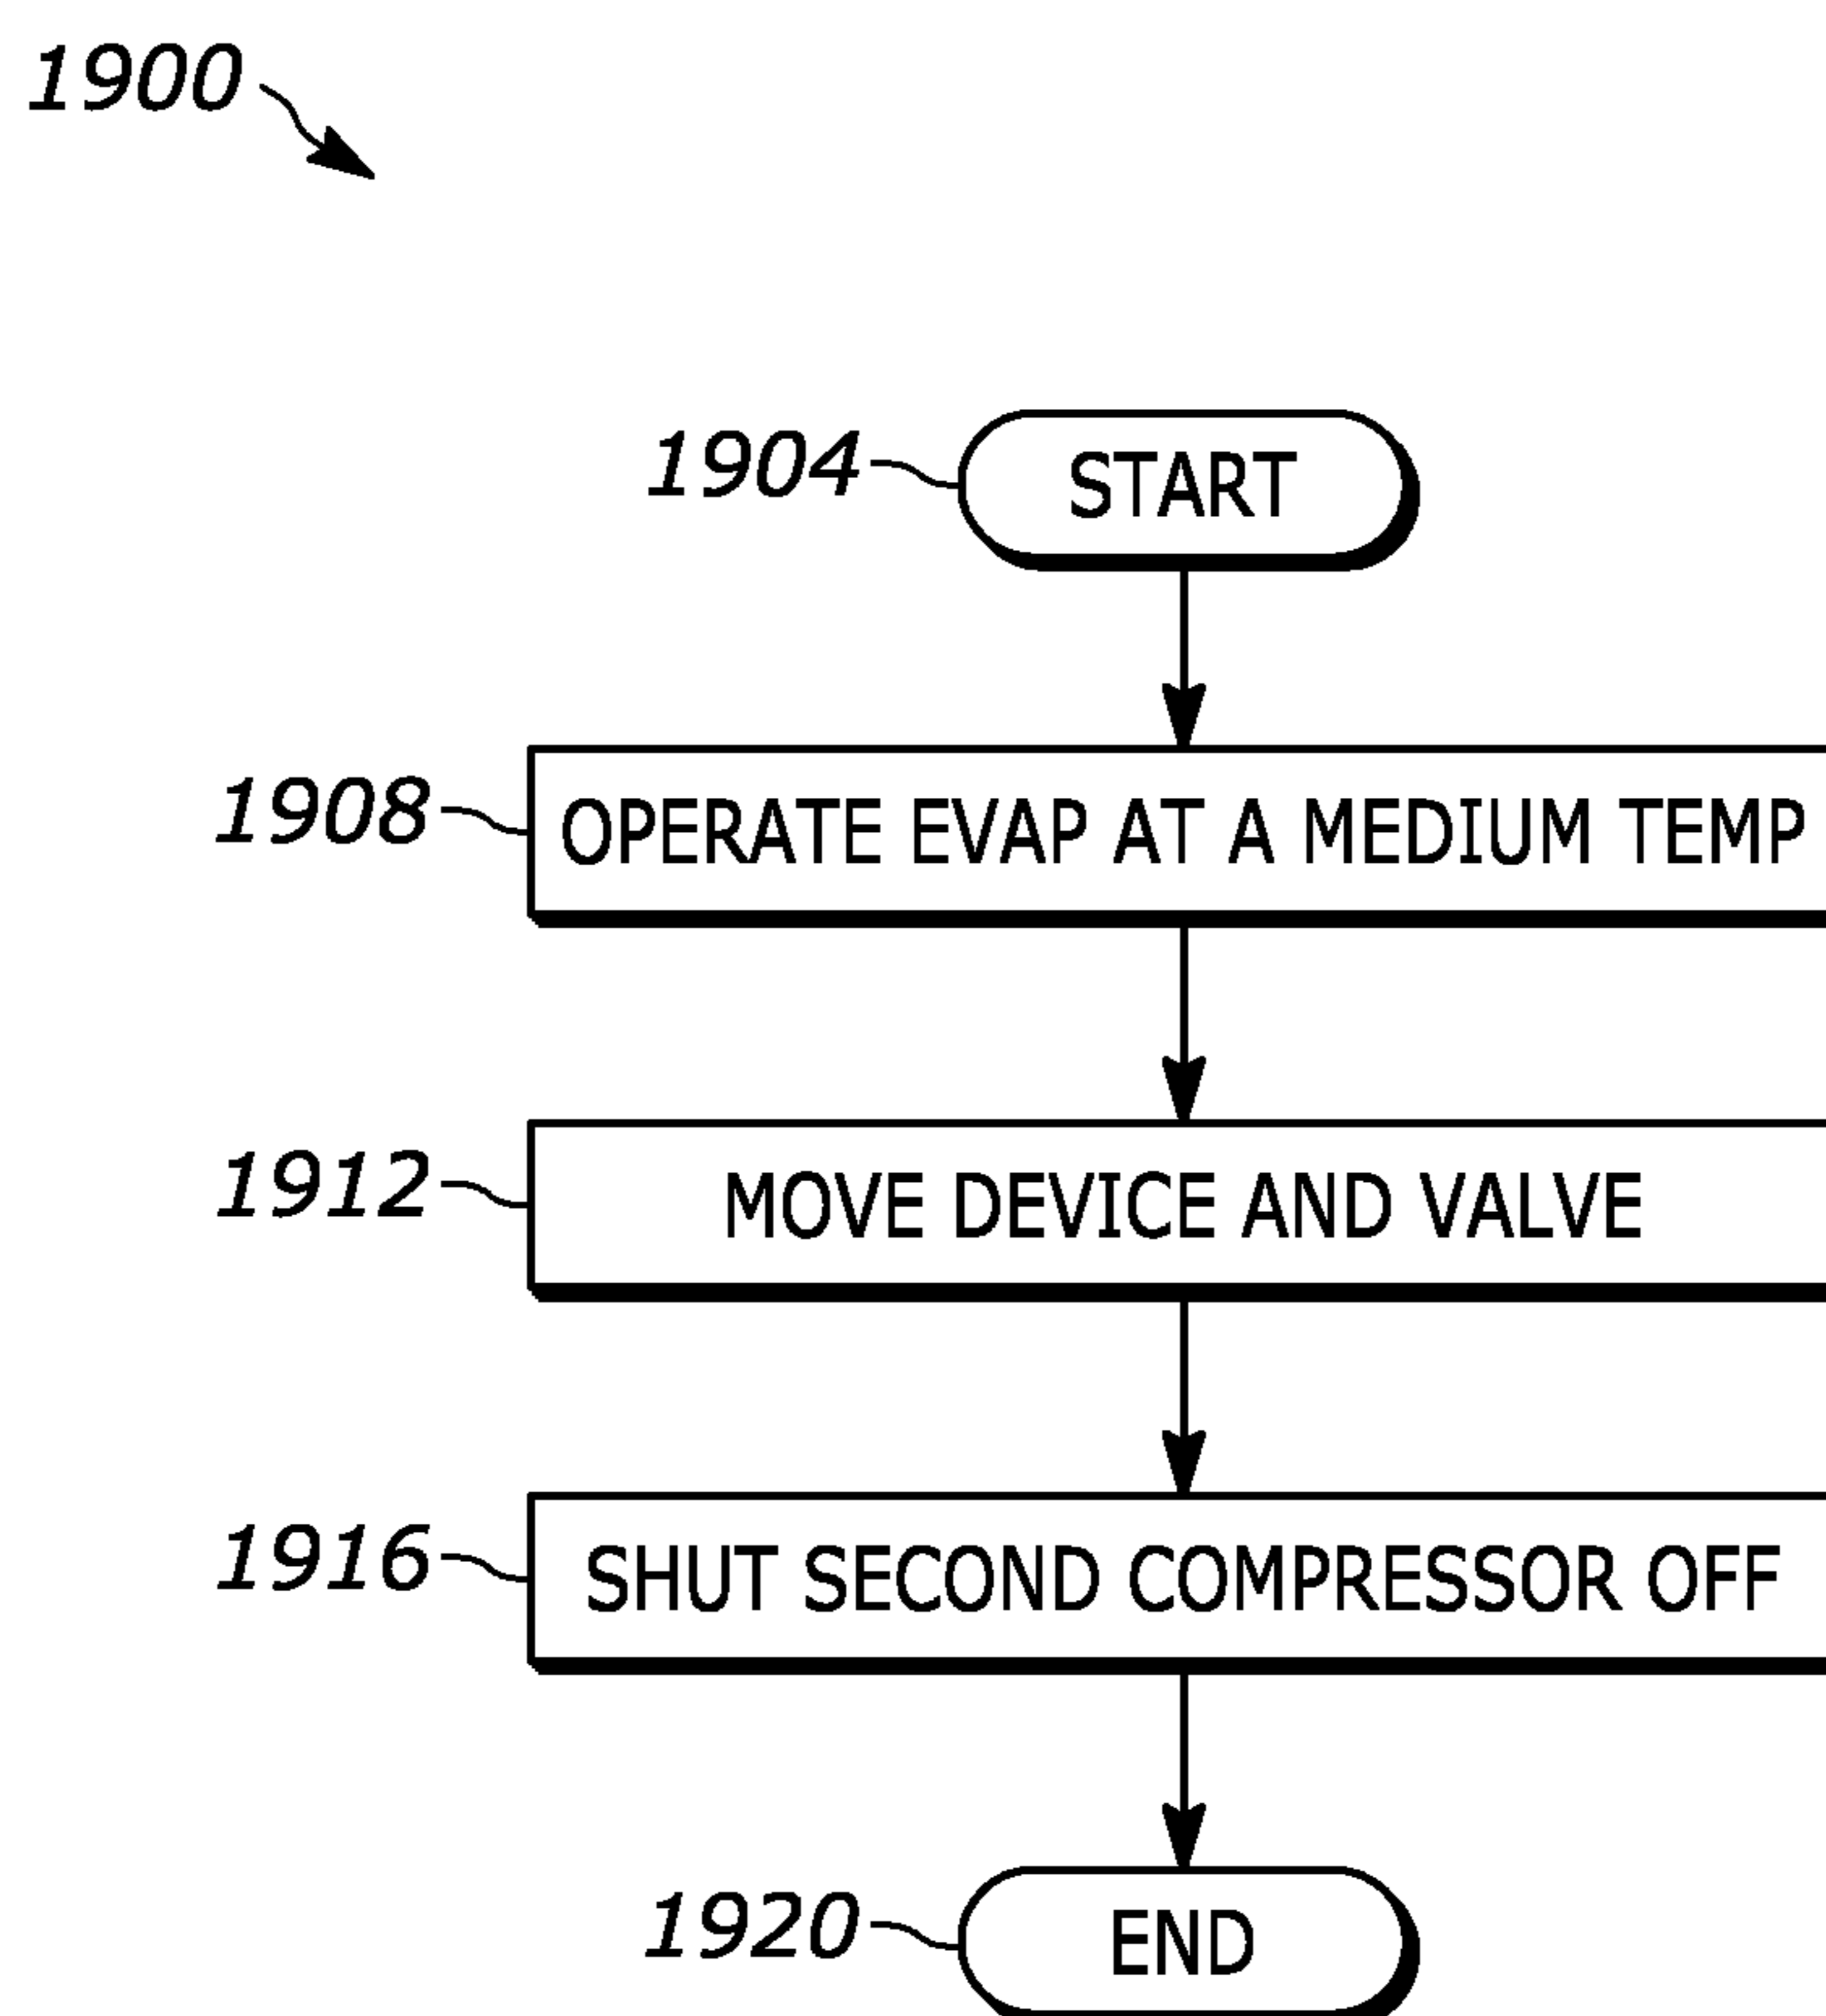 1900
1904 START
1908 OPERATE EVAP AT A MEDIUM TEMP
1912 MOVE DEVICE AND VALVE
1916 SHUT SECOND COMPRESSOR OFF
1920 END